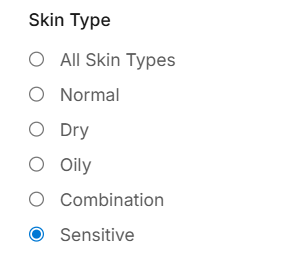 Skin Type
All Skin Types
Normal
Dry
Oily
Combination
Sensitive